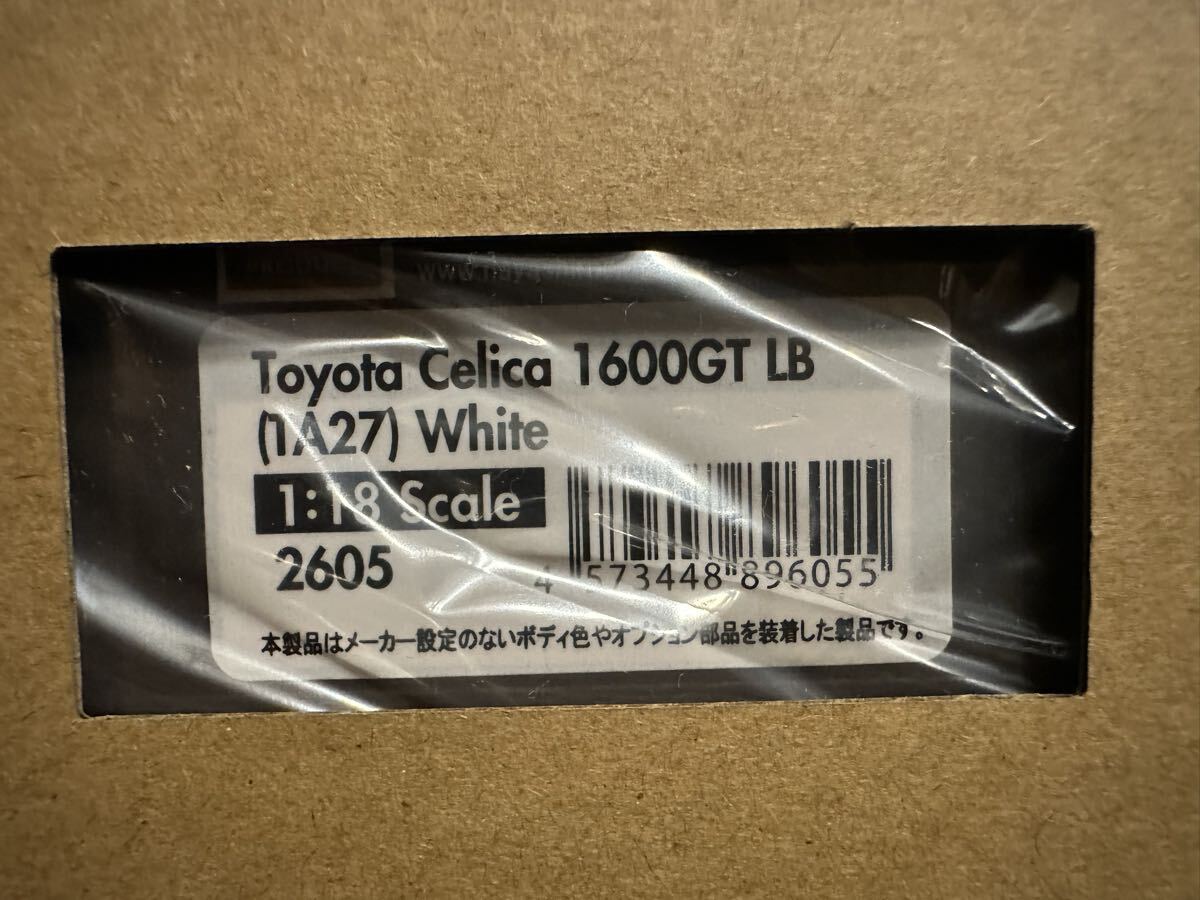 Toyota Celica 1600GT LB
(1A27) White
1:18 Scale
2605
4 573448 896055
本製品はメーカー設定のないボディ色やオプション部品を装着した製品です。